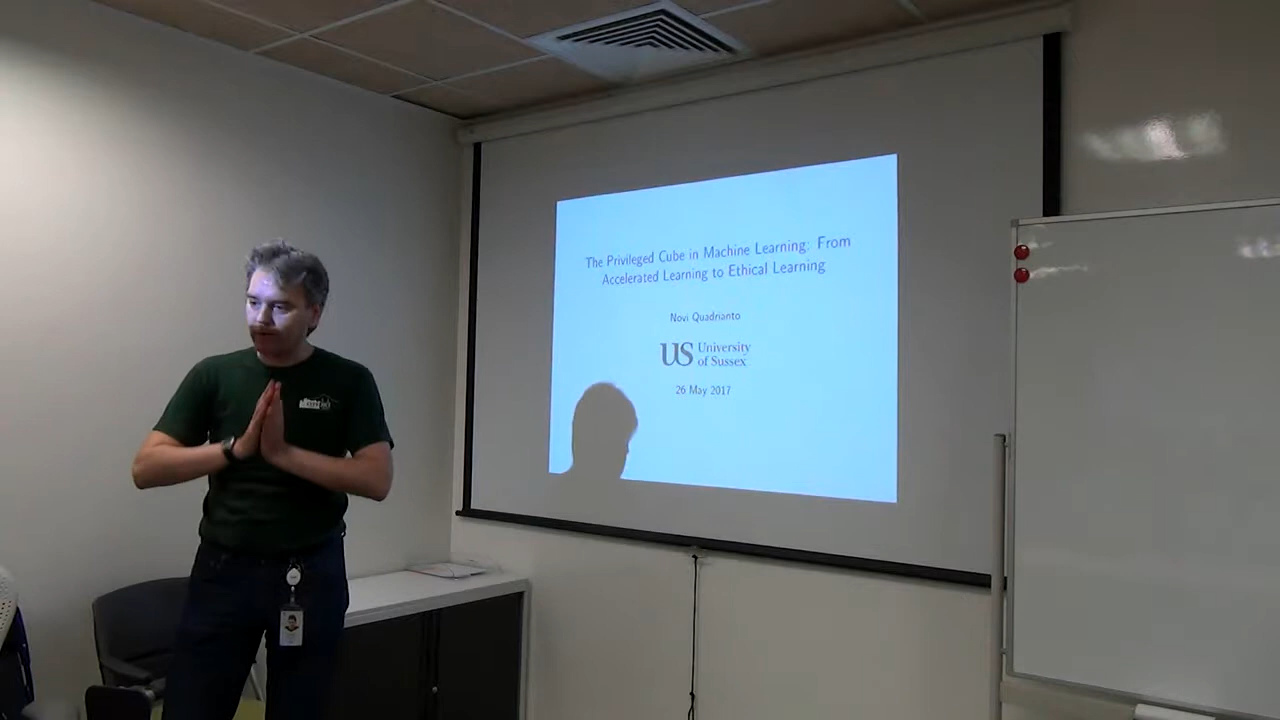 The Privileged Cube in Machine Learning: From
Accelerated Learning to Ethical Learning
Novi Quadrianto
US University
of Sussex
26 May 2017